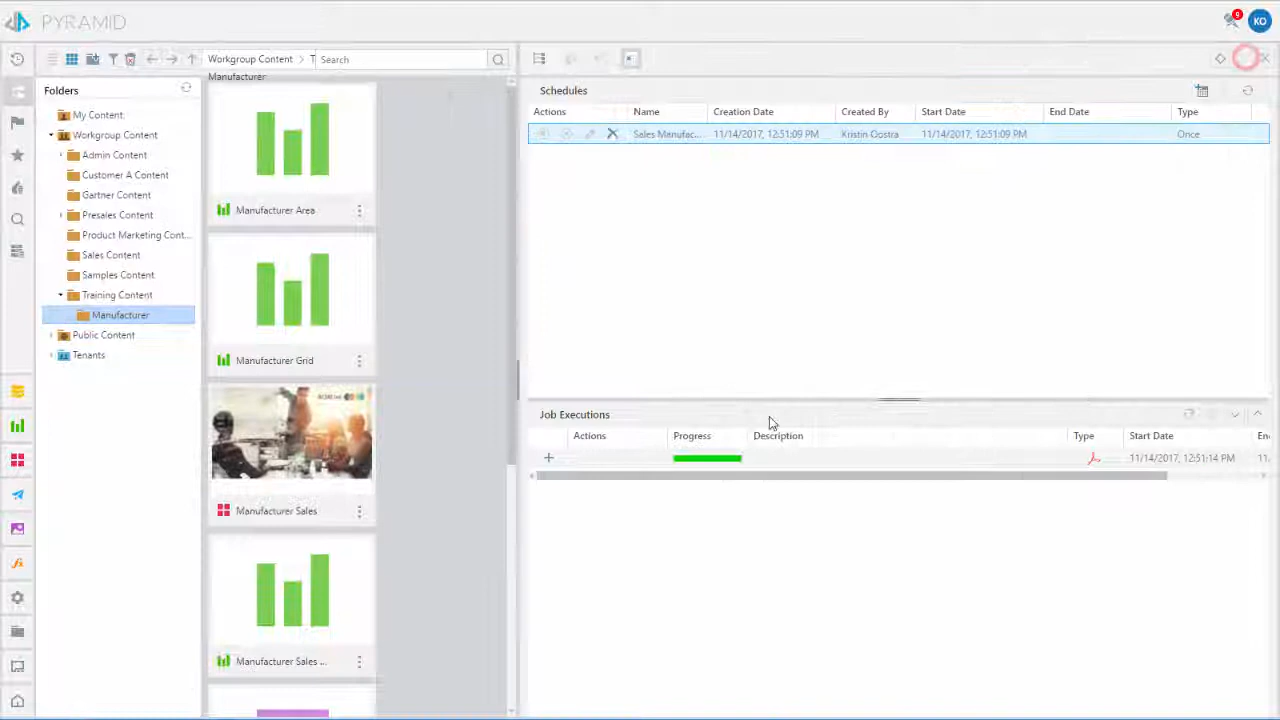 PYRAMID
9
KO
Workgroup Content > T
Search
Folders
My Content
Workgroup Content
Admin Content
Customer A Content
Gartner Content
Presales Content
Product Marketing Cont...
Sales Content
Samples Content
Training Content
Manufacturer
Public Content
Tenants
Manufacturer
Manufacturer Area
Manufacturer Grid
Manufacturer Sales
Manufacturer Sales ...
Schedules
Actions Name Creation Date Created By Start Date End Date Type
Sales Manufac... 11/14/2017, 12:51:09 PM Kristin Oostra 11/14/2017, 12:51:09 PM Once
Job Executions
Actions Progress Description Type Start Date En
11/14/2017, 12:51:14 PM 11.